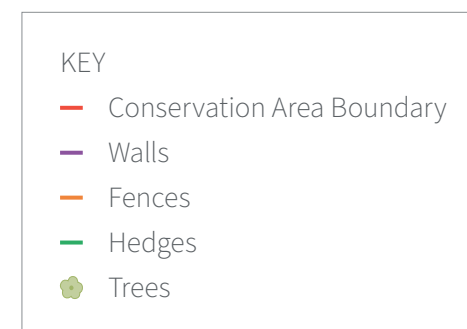 KEY
Conservation Area Boundary
Walls
Fences
Hedges
Trees